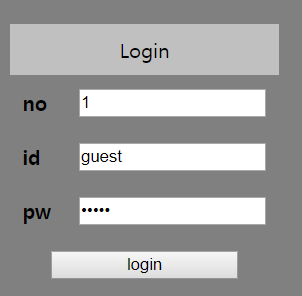 Login
no 1
id guest
pw •••••
login